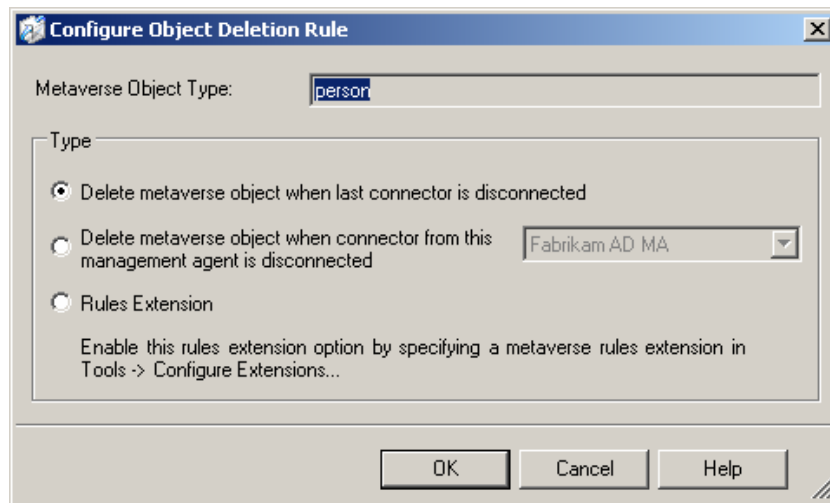 Configure Object Deletion Rule
Metaverse Object Type:
person
Type
Delete metaverse object when last connector is disconnected
Delete metaverse object when connector from this
management agent is disconnected
Fabrikam AD MA
Rules Extension
Enable this rules extension option by specifying a metaverse rules extension in
Tools -> Configure Extensions...
OK
Cancel
Help